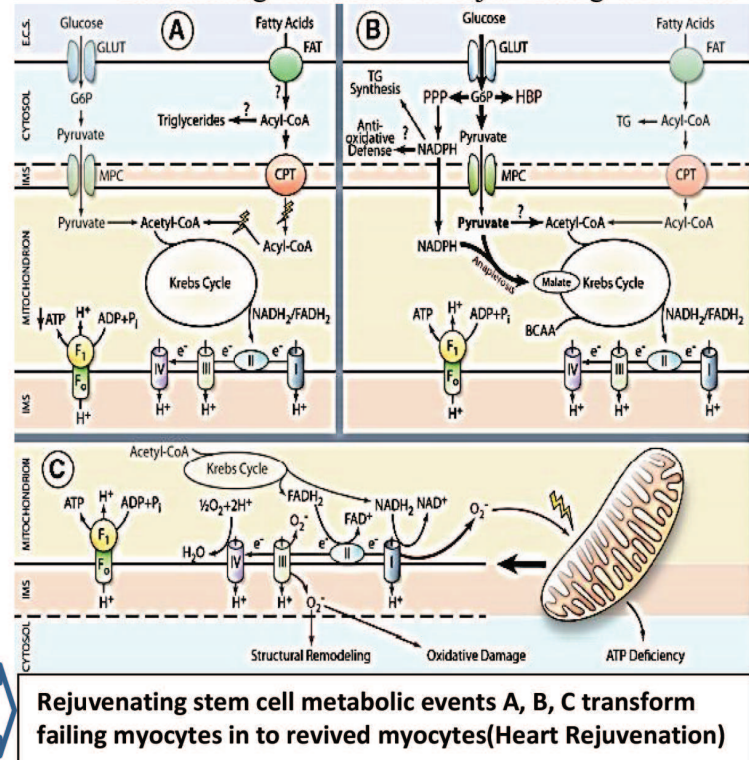 A
E.C.S.
Glucose
Fatty Acids
GLUT
FAT
?
CYTOSOL
G6P
Triglycerides
?
Acyl-CoA
Pyruvate
IMS
MPC
CPT
MITOCHONDRION
Pyruvate
Acetyl-CoA
Acyl-CoA
Krebs Cycle
NADH2/FADH2
↓ATP
H+
ADP+Pi
F1
Fo
e-
e-
e-
IV
III
II
I
IMS
H+
H+
H+
H+
B
Glucose
Fatty Acids
GLUT
FAT
TG
Synthesis
PPP
G6P
HBP
TG
Acyl-CoA
Anti-
oxidative
Defense
?
NADPH
Pyruvate
MPC
CPT
Pyruvate
?
Acetyl-CoA
Acyl-CoA
NADPH
Anaplerosis
Malate
Krebs Cycle
BCAA
NADH2/FADH2
ATP
H+
ADP+Pi
F1
Fo
e-
e-
e-
IV
III
II
I
H+
H+
H+
H+
C
MITOCHONDRION
Acetyl-CoA
Krebs Cycle
ATP
H+
ADP+Pi
½O2+2H+
FADH2
NADH2
NAD+
O2-
FAD+
O2-
F1
Fo
H2O
e-
e-
e-
IV
III
II
I
IMS
H+
H+
H+
O2-
H+
CYTOSOL
Structural Remodeling
Oxidative Damage
ATP Deficiency
Rejuvenating stem cell metabolic events A, B, C transform
failing myocytes in to revived myocytes(Heart Rejuvenation)